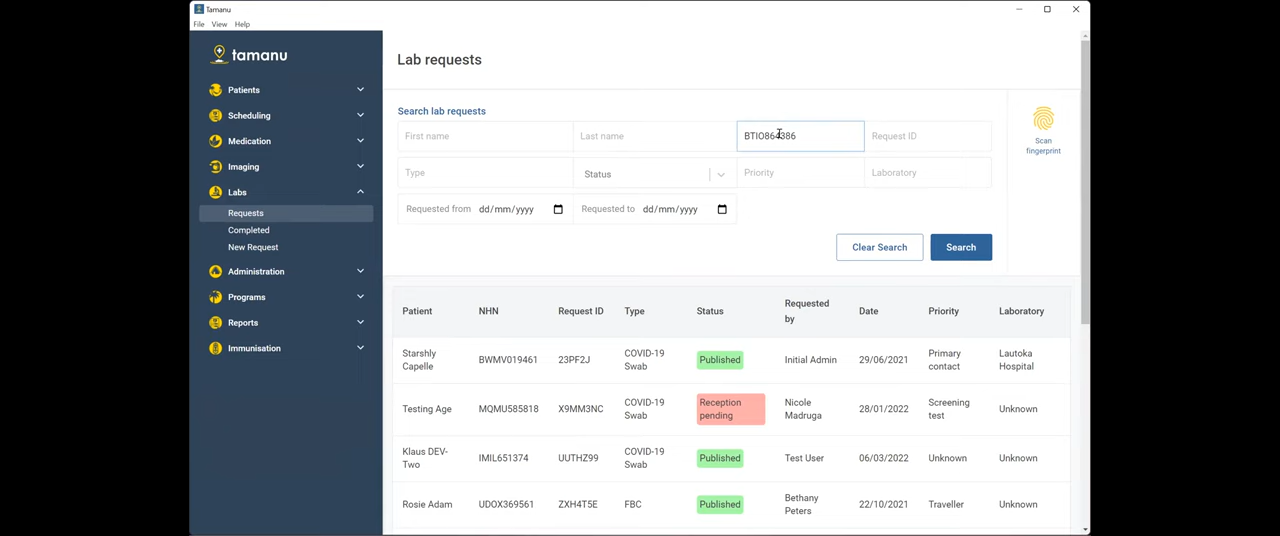 Tamanu
File View Help
tamanu
Patients
Scheduling
Medication
Imaging
Labs
Requests
Completed
New Request
Administration
Programs
Reports
Immunisation
Lab requests
Search lab requests
First name
Last name
BTIO864386
Request ID
Type
Status
Priority
Laboratory
Requested from dd/mm/yyyy
Requested to dd/mm/yyyy
Scan
fingerprint
Clear Search
Search
Patient NHN Request ID Type Status Requested by Date Priority Laboratory
Starshly Capelle BWMV019461 23PF2J COVID-19 Swab Published Initial Admin 29/06/2021 Primary contact Lautoka Hospital
Testing Age MQMU585818 X9MM3NC COVID-19 Swab Reception pending Nicole Madruga 28/01/2022 Screening test Unknown
Klaus DEV-Two IMIL651374 UUTHZ99 COVID-19 Swab Published Test User 06/03/2022 Unknown Unknown
Rosie Adam UDOX369561 ZXH4T5E FBC Published Bethany Peters 22/10/2021 Traveller Unknown